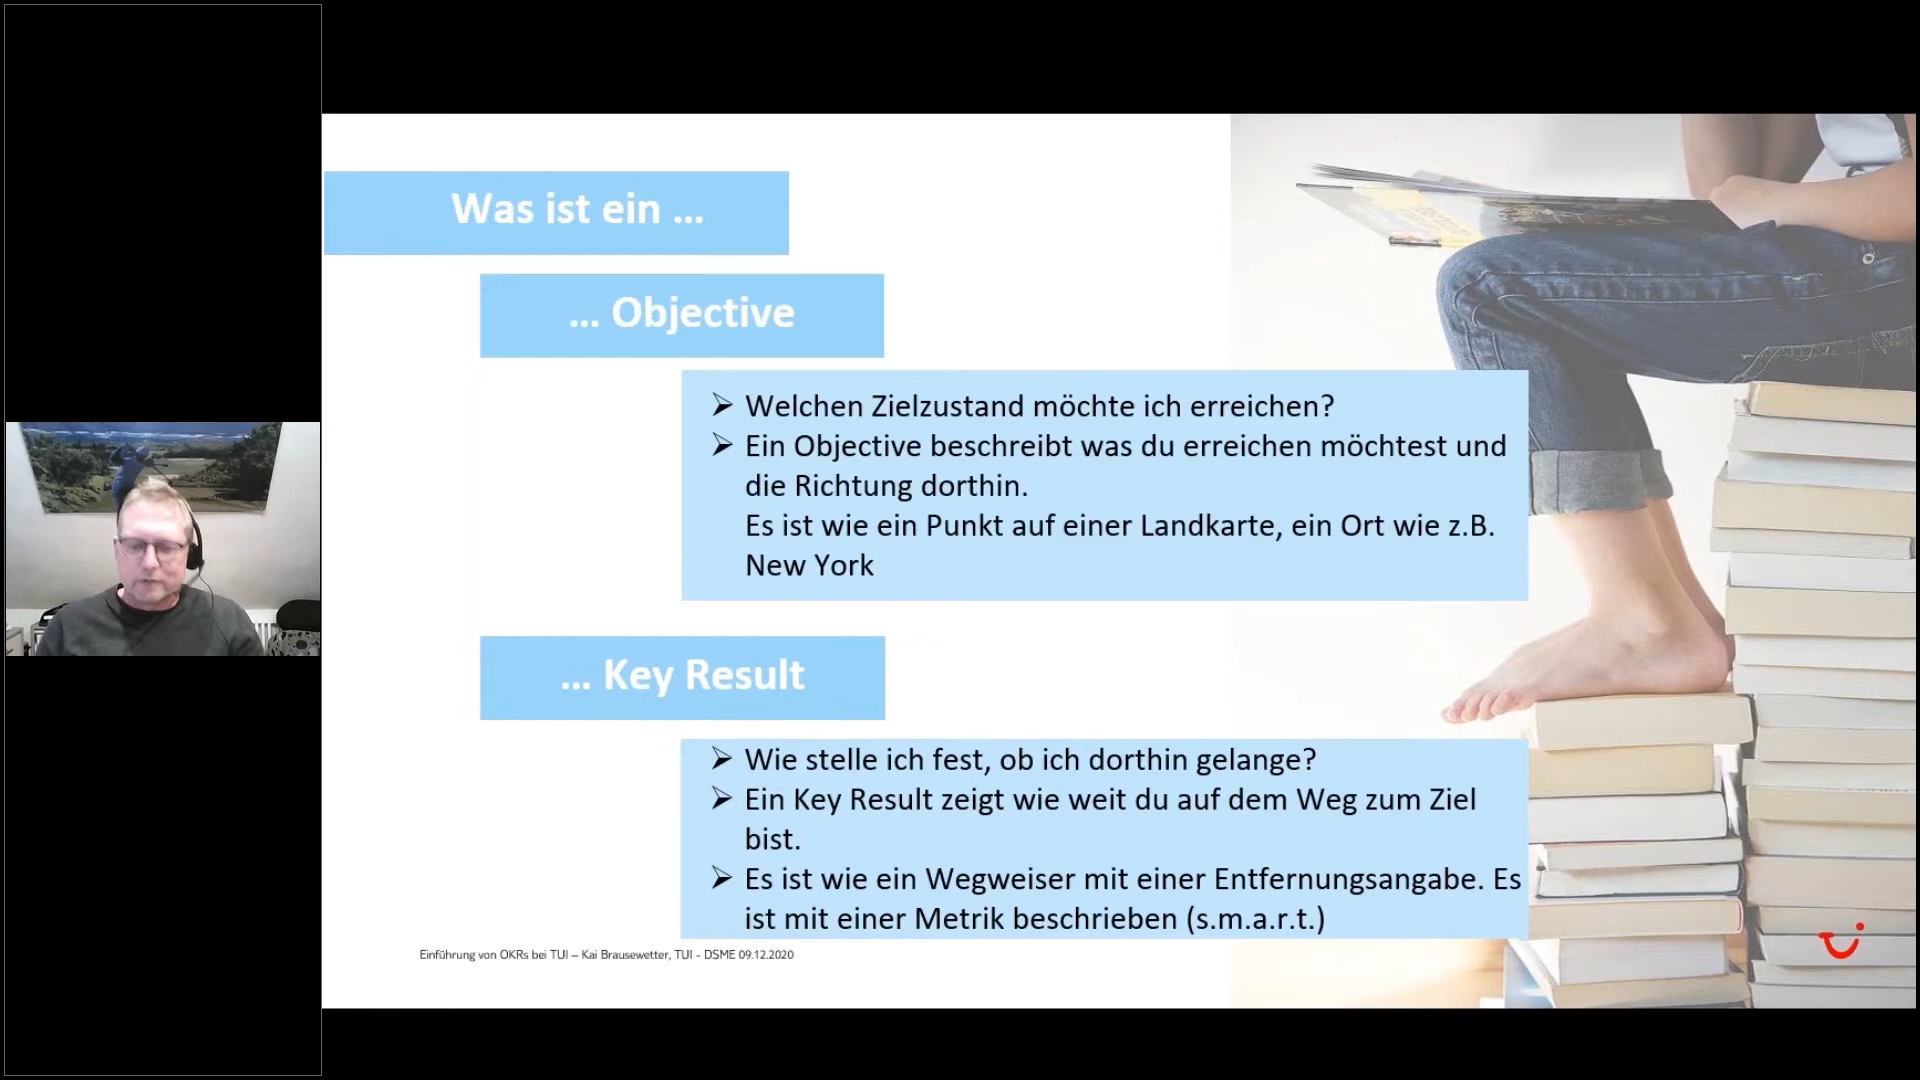 Was ist ein ...
... Objective
➢ Welchen Zielzustand möchte ich erreichen?
➢ Ein Objective beschreibt was du erreichen möchtest und
die Richtung dorthin.
Es ist wie ein Punkt auf einer Landkarte, ein Ort wie z.B.
New York
... Key Result
➢ Wie stelle ich fest, ob ich dorthin gelange?
➢ Ein Key Result zeigt wie weit du auf dem Weg zum Ziel
bist.
➢ Es ist wie ein Wegweiser mit einer Entfernungsangabe. Es
ist mit einer Metrik beschrieben (s.m.a.r.t.)
Einführung von OKRs bei TUI – Kai Brausewetter, TUI - DSME 09.12.2020